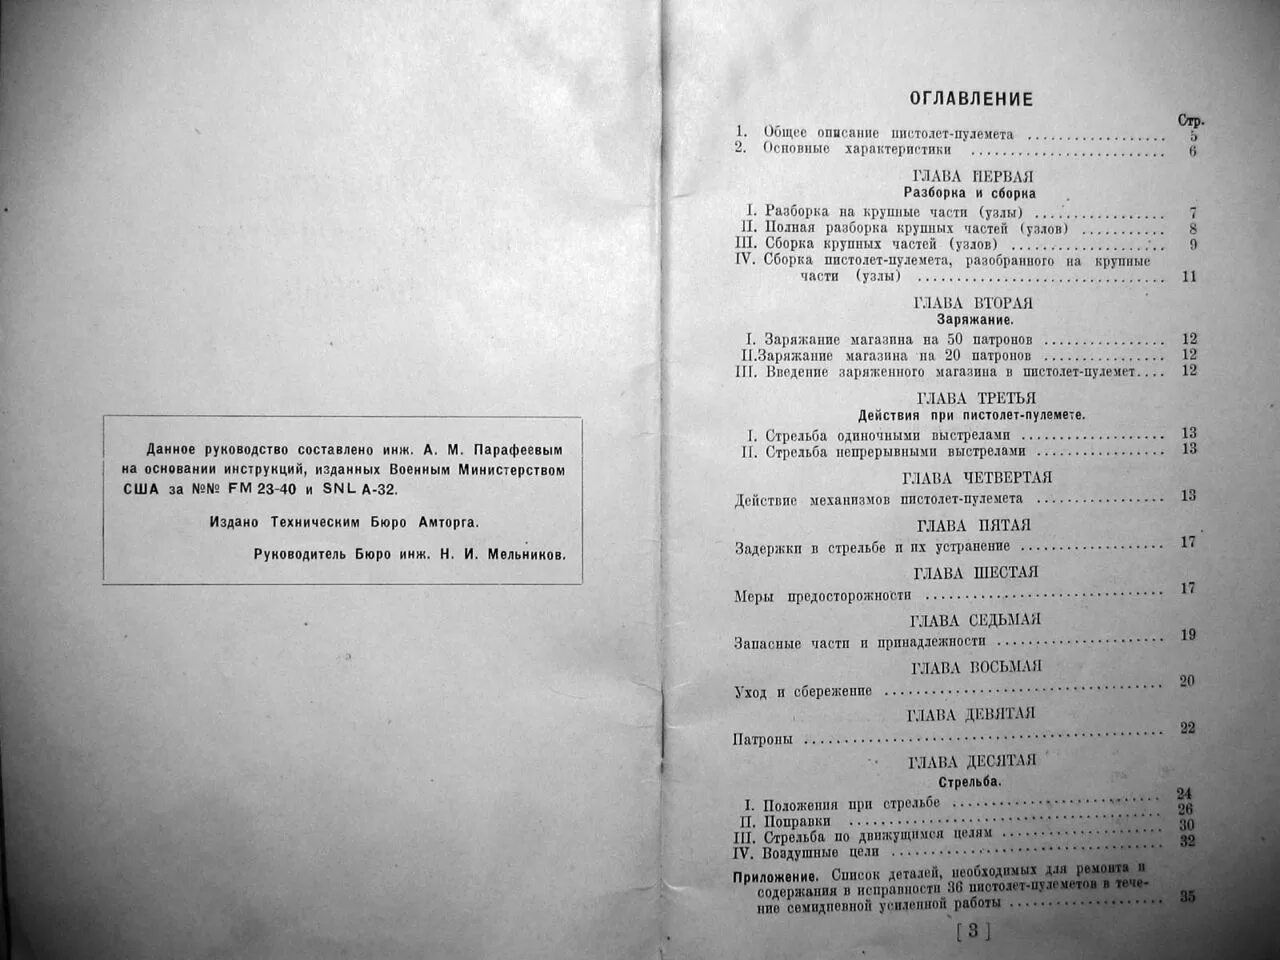 Данное руководство составлено инж. А. М. Парафеевым
на основании инструкций, изданных Военным Министерством
США за №№ FM 23-40 и SNL A-32.
Издано Техническим Бюро Амторга.
Руководитель Бюро инж. Н. И. Мельников.
ОГЛАВЛЕНИЕ
Стр.
1. Общее описание пистолет-пулемета .................... 5
2. Основные характеристики .................... 6
ГЛАВА ПЕРВАЯ
Разборка и сборка
I. Разборка на крупные части (узлы) .................... 7
II. Полная разборка крупных частей (узлов) ............ 8
III. Сборка крупных частей (узлов) .................... 9
IV. Сборка пистолет-пулемета, разобранного на крупные
части (узлы) .................... 11
ГЛАВА ВТОРАЯ
Заряжание.
I. Заряжание магазина на 50 патронов .................. 12
II.Заряжание магазина на 20 патронов .................. 12
III. Введение заряженного магазина в пистолет-пулемет.... 12
ГЛАВА ТРЕТЬЯ
Действия при пистолет-пулемете.
I. Стрельба одиночными выстрелами .................... 13
II. Стрельба непрерывными выстрелами .................. 13
ГЛАВА ЧЕТВЕРТАЯ
Действие механизмов пистолет-пулемета .................. 13
ГЛАВА ПЯТАЯ
Задержки в стрельбе и их устранение .................... 17
ГЛАВА ШЕСТАЯ
Меры предосторожности .................... 17
ГЛАВА СЕДЬМАЯ
Запасные части и принадлежности .................... 19
ГЛАВА ВОСЬМАЯ
Уход и сбережение .................... 20
ГЛАВА ДЕВЯТАЯ
Патроны .................... 22
ГЛАВА ДЕСЯТАЯ
Стрельба.
I. Положения при стрельбе .................... 24
II. Поправки .................... 26
III. Стрельба по движущимся целям .................... 30
IV. Воздушные цели .................... 32
Приложение. Список деталей, необходимых для ремонта и
содержания в исправности 36 пистолет-пулеметов в тече-
ние семидневной усиленной работы .................... 35
[ 3 ]